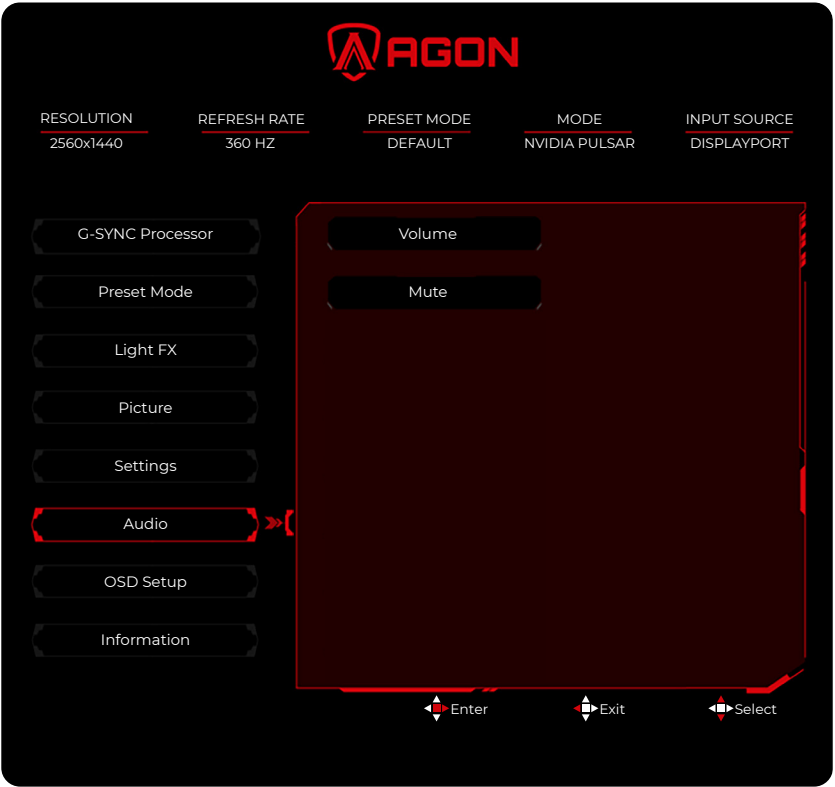 AGON
RESOLUTION
2560x1440
REFRESH RATE
360 HZ
PRESET MODE
DEFAULT
MODE
NVIDIA PULSAR
INPUT SOURCE
DISPLAYPORT
G-SYNC Processor
Preset Mode
Light FX
Picture
Settings
Audio
OSD Setup
Information
Volume
Mute
Enter
Exit
Select